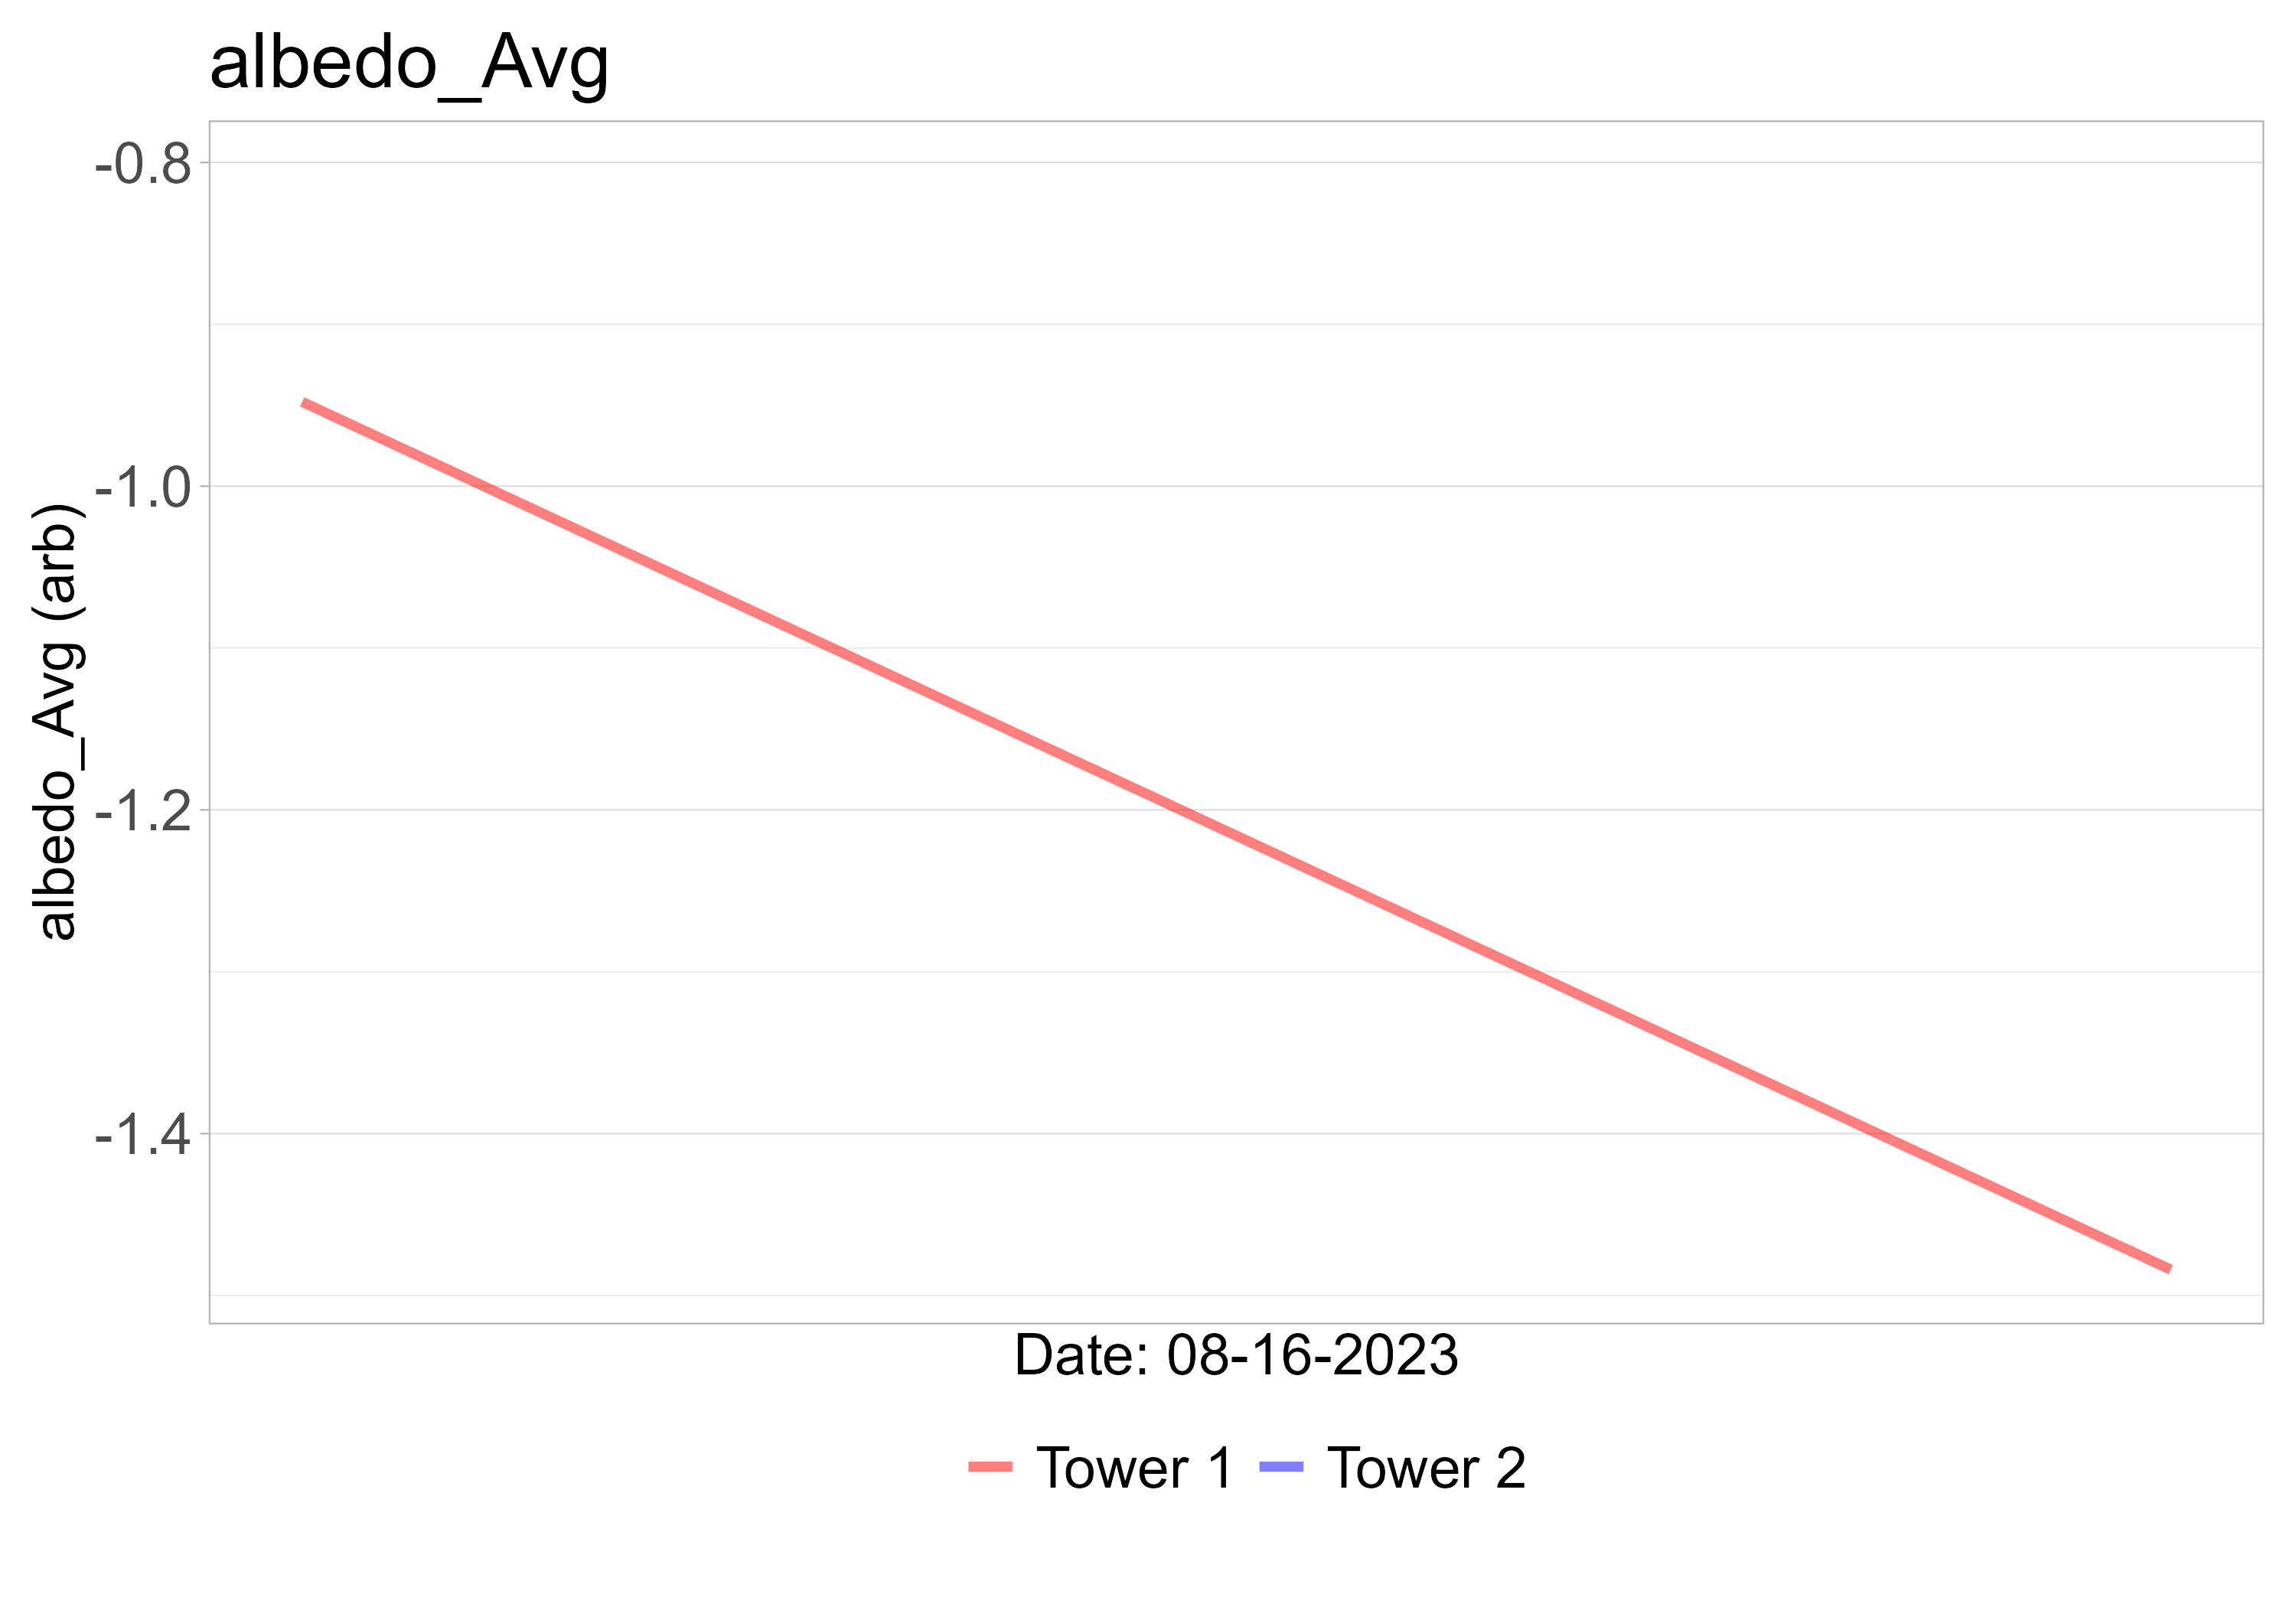 albedo_Avg
albedo_Avg (arb)
-0.8
-1.0
-1.2
-1.4
Date: 08-16-2023
Tower 1 Tower 2